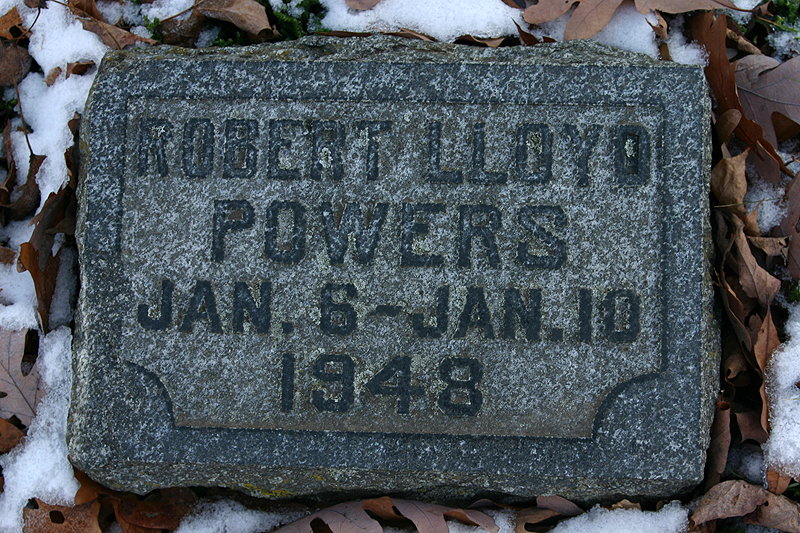 ROBERT LLOYD
POWERS
JAN. 6-JAN. 10
1948